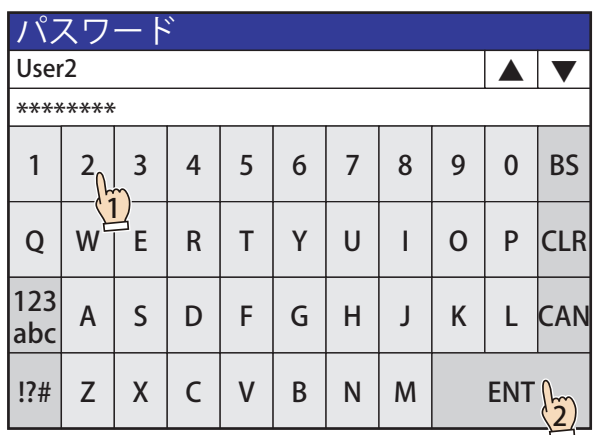 パスワード
User2 ▲ ▼
********
1 2 3 4 5 6 7 8 9 0 BS
1
Q W E R T Y U I O P CLR
123 abc A S D F G H J K L CAN
!?# Z X C V B N M ENT
2